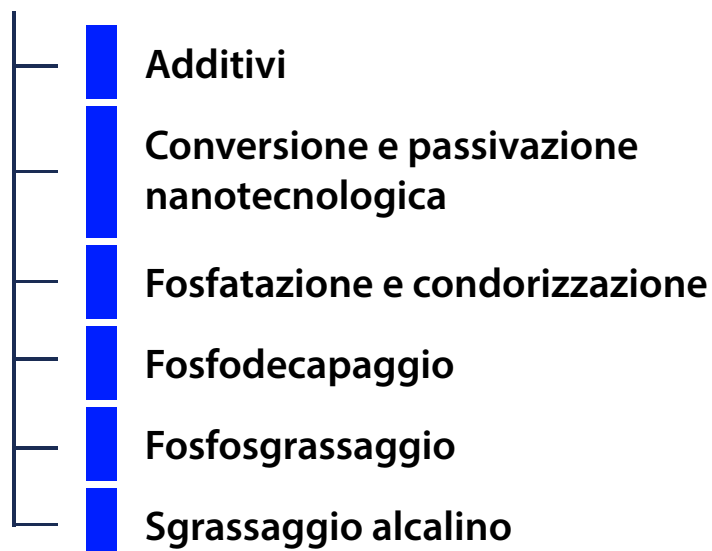 Additivi
Conversione e passivazione
nanotecnologica
Fosfatazione e condorizzazione
Fosfodecapaggio
Fosfosgrassaggio
Sgrassaggio alcalino